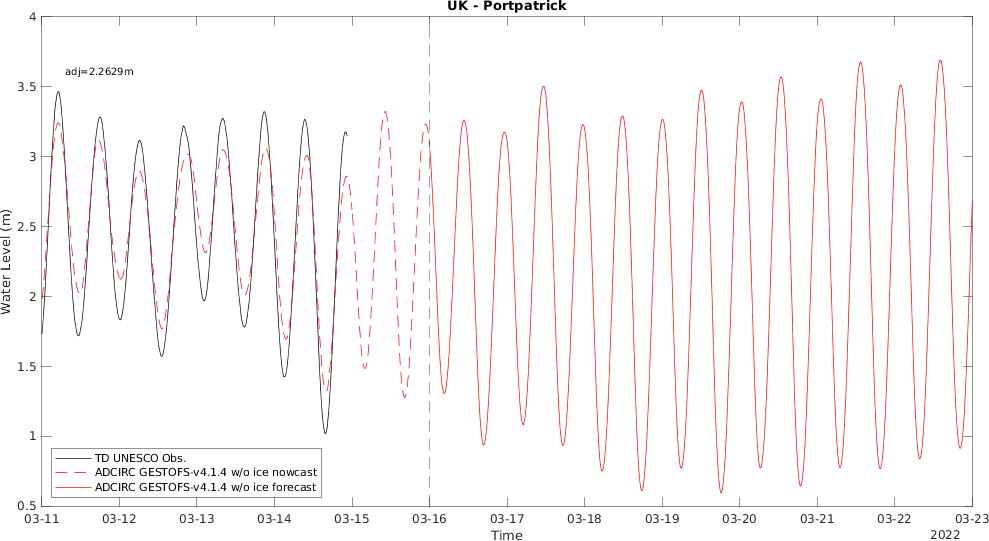 UK - Portpatrick
adj=2.2629m
Water Level (m)
4
3.5
3
2.5
2
1.5
1
0.5
TD UNESCO Obs.
ADCIRC GESTOFS-v4.1.4 w/o ice nowcast
ADCIRC GESTOFS-v4.1.4 w/o ice forecast
03-11 03-12 03-13 03-14 03-15 03-16 03-17 03-18 03-19 03-20 03-21 03-22 03-23
Time
2022